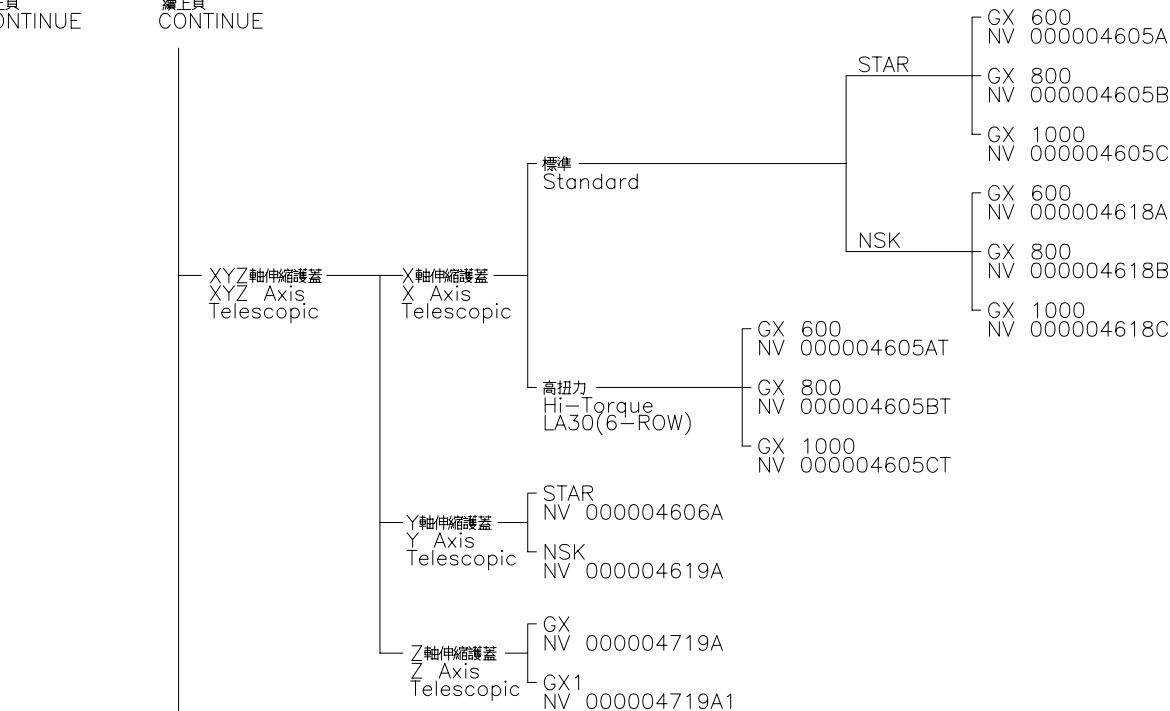 續上頁
CONTINUE
GX 600
NV 000004605A
STAR
GX 800
NV 000004605B
GX 1000
NV 000004605C
標準
Standard
GX 600
NV 000004618A
NSK
GX 800
NV 000004618B
GX 1000
NV 000004618C
XYZ軸伸縮護蓋
XYZ Axis
Telescopic
X軸伸縮護蓋
X Axis
Telescopic
高扭力
Hi-Torque
LA30(6-ROW)
GX 600
NV 000004605AT
GX 800
NV 000004605BT
GX 1000
NV 000004605CT
Y軸伸縮護蓋
Y Axis
Telescopic
STAR
NV 000004606A
NSK
NV 000004619A
Z軸伸縮護蓋
Z Axis
Telescopic
GX
NV 000004719A
GX1
NV 000004719A1